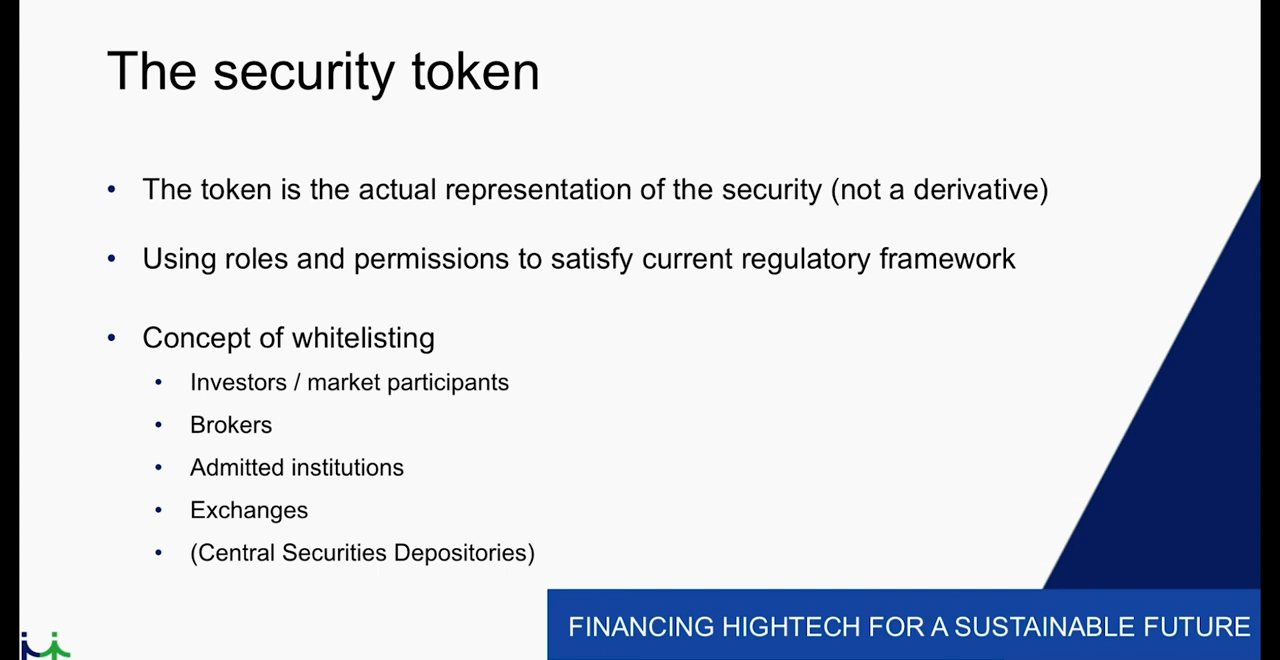 The security token
• The token is the actual representation of the security (not a derivative)
• Using roles and permissions to satisfy current regulatory framework
• Concept of whitelisting
• Investors / market participants
• Brokers
• Admitted institutions
• Exchanges
• (Central Securities Depositories)
FINANCING HIGHTECH FOR A SUSTAINABLE FUTURE